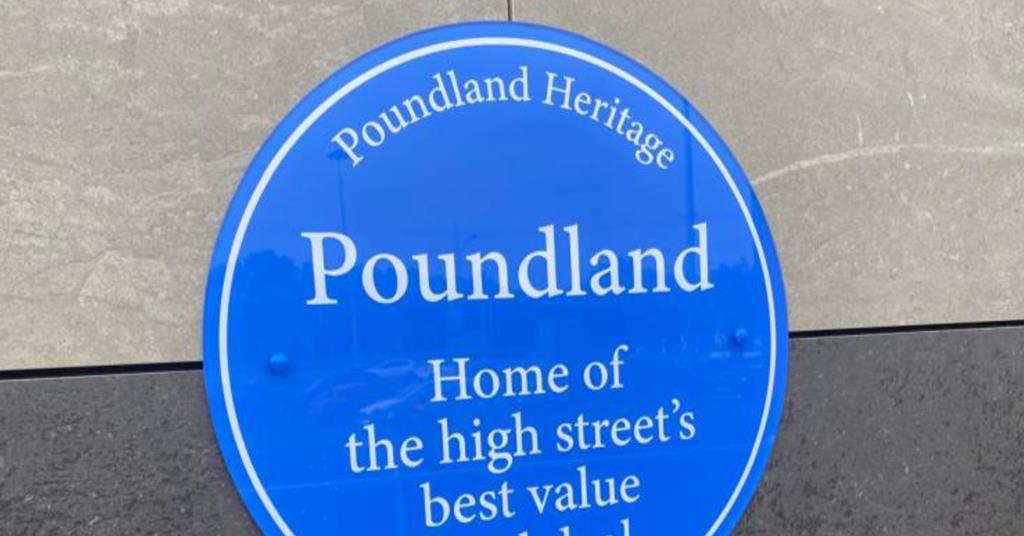 Poundland Heritage
Poundland
Home of
the high street's
best value